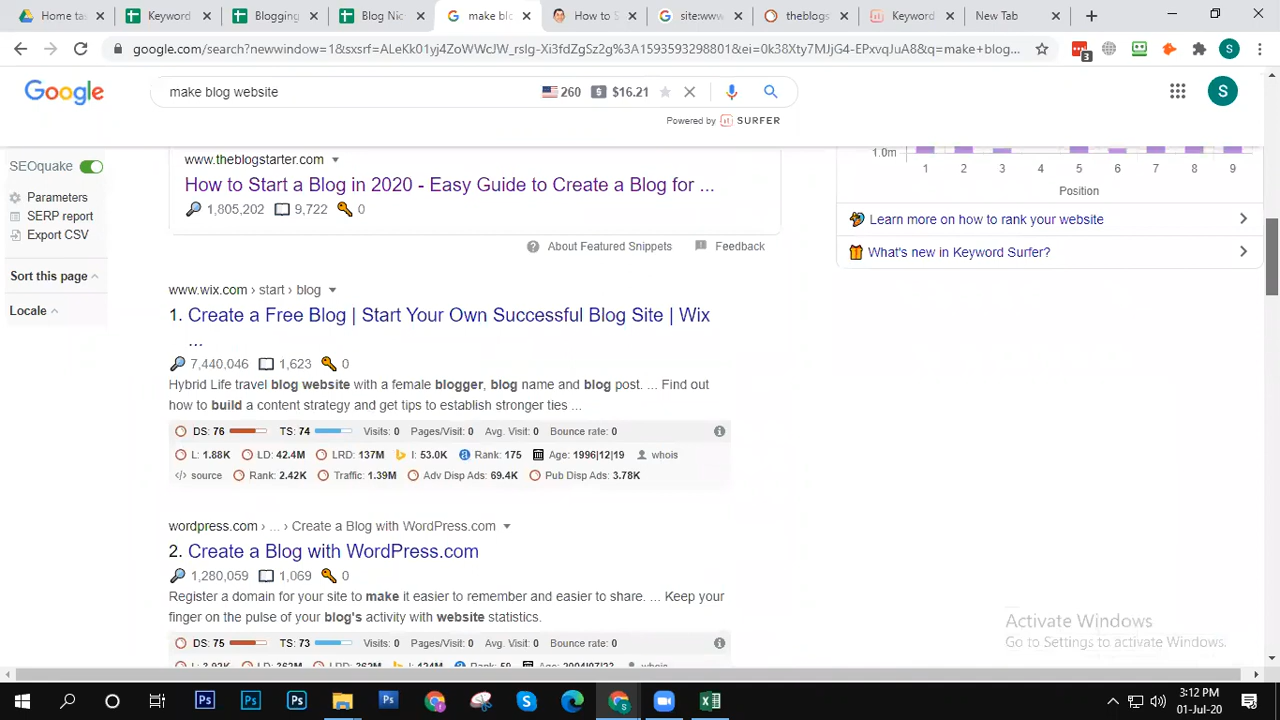 Home tas
Keyword
Blogging
Blog Nic
make blo
How to S
site:www
theblogs
Keyword
New Tab
google.com/search?newwindow=1&sxsrf=ALeKk01yj4ZoWWcJW_rslg-Xi3fdZgSz2g%3A1593593298801&ei=0k38Xty7MJjG4-EPxvqJuA8&q=make+blog...
3
S
Google
make blog website
260
$
$16.21
S
Powered by SURFER
SEOquake
Parameters
SERP report
Export CSV
Sort this page
Locale
www.theblogstarter.com
How to Start a Blog in 2020 - Easy Guide to Create a Blog for ...
1,805,202 9,722 0
About Featured Snippets Feedback
www.wix.com › start › blog
1. Create a Free Blog | Start Your Own Successful Blog Site | Wix
...
7,440,046 1,623 0
Hybrid Life travel blog website with a female blogger, blog name and blog post. ... Find out
how to build a content strategy and get tips to establish stronger ties ...
DS: 76 TS: 74 Visits: 0 Pages/Visit: 0 Avg. Visit: 0 Bounce rate: 0
L: 1.88K LD: 42.4M LRD: 137M I: 53.0K Rank: 175 Age: 1996|12|19 whois
</> source Rank: 2.42K Traffic: 1.39M Adv Disp Ads: 69.4K Pub Disp Ads: 3.78K
wordpress.com › ... › Create a Blog with WordPress.com
2. Create a Blog with WordPress.com
1,280,059 1,069 0
Register a domain for your site to make it easier to remember and easier to share. ... Keep your
finger on the pulse of your blog's activity with website statistics.
DS: 75 TS: 73 Visits: 0 Pages/Visit: 0 Avg. Visit: 0 Bounce rate: 0
1.0m
1 2 3 4 5 6 7 8 9
Position
Learn more on how to rank your website
What's new in Keyword Surfer?
Activate Windows
Go to Settings to activate Windows.
Ps
Ps
Ps
Ps
3:12 PM
01-Jul-20